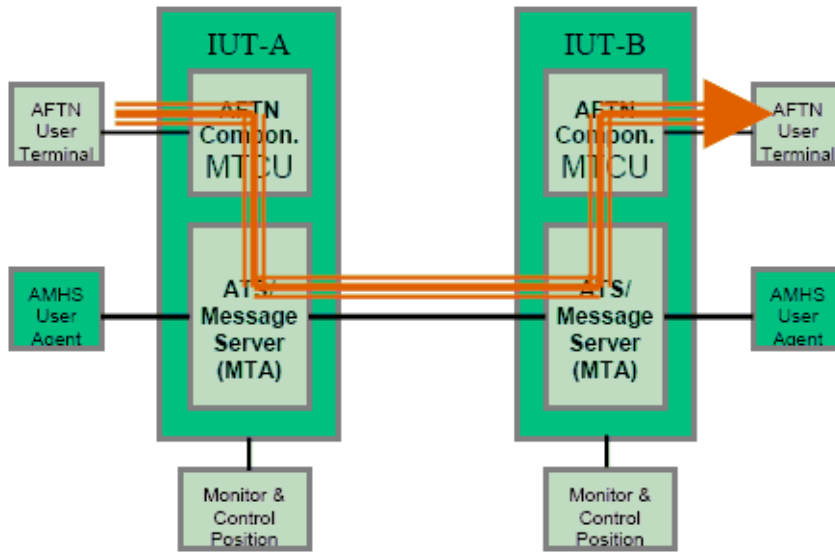 IUT-A
IUT-B
AFTN
User
Terminal
AFTN
Compon.
MTCU
AFTN
Compon.
MTCU
AFTN
User
Terminal
AMHS
User
Agent
ATS/
Message
Server
(MTA)
ATS/
Message
Server
(MTA)
AMHS
User
Agent
Monitor &
Control
Position
Monitor &
Control
Position